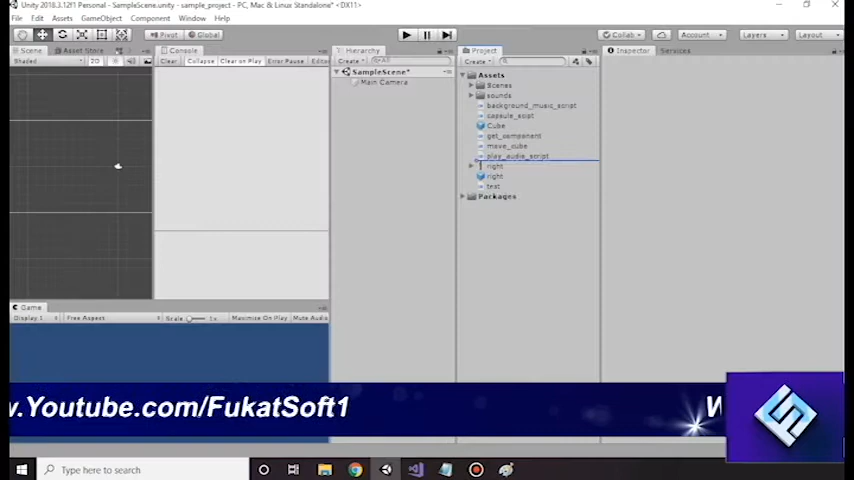 Unity 2018.3.12f1 Personal - SampleScene.unity - sample_project - PC, Mac & Linux Standalone* <DX11>
File Edit Assets GameObject Component Window Help
Pivot Global Collab Account Layers Layout
Scene Asset Store Console Hierarchy Project Inspector Services
Shaded 2D Clear Collapse Clear on Play Error Pause Editor Create All Create
SampleScene*
Main Camera
Assets
Scenes
sounds
background_music_script
capsule_scipt
Cube
get_component
move_cube
play_audio_script
right
right
test
Packages
Game
Display 1 Free Aspect Scale 1x Maximize On Play Mute Audio
w.Youtube.com/FukatSoft1 W
Type here to search